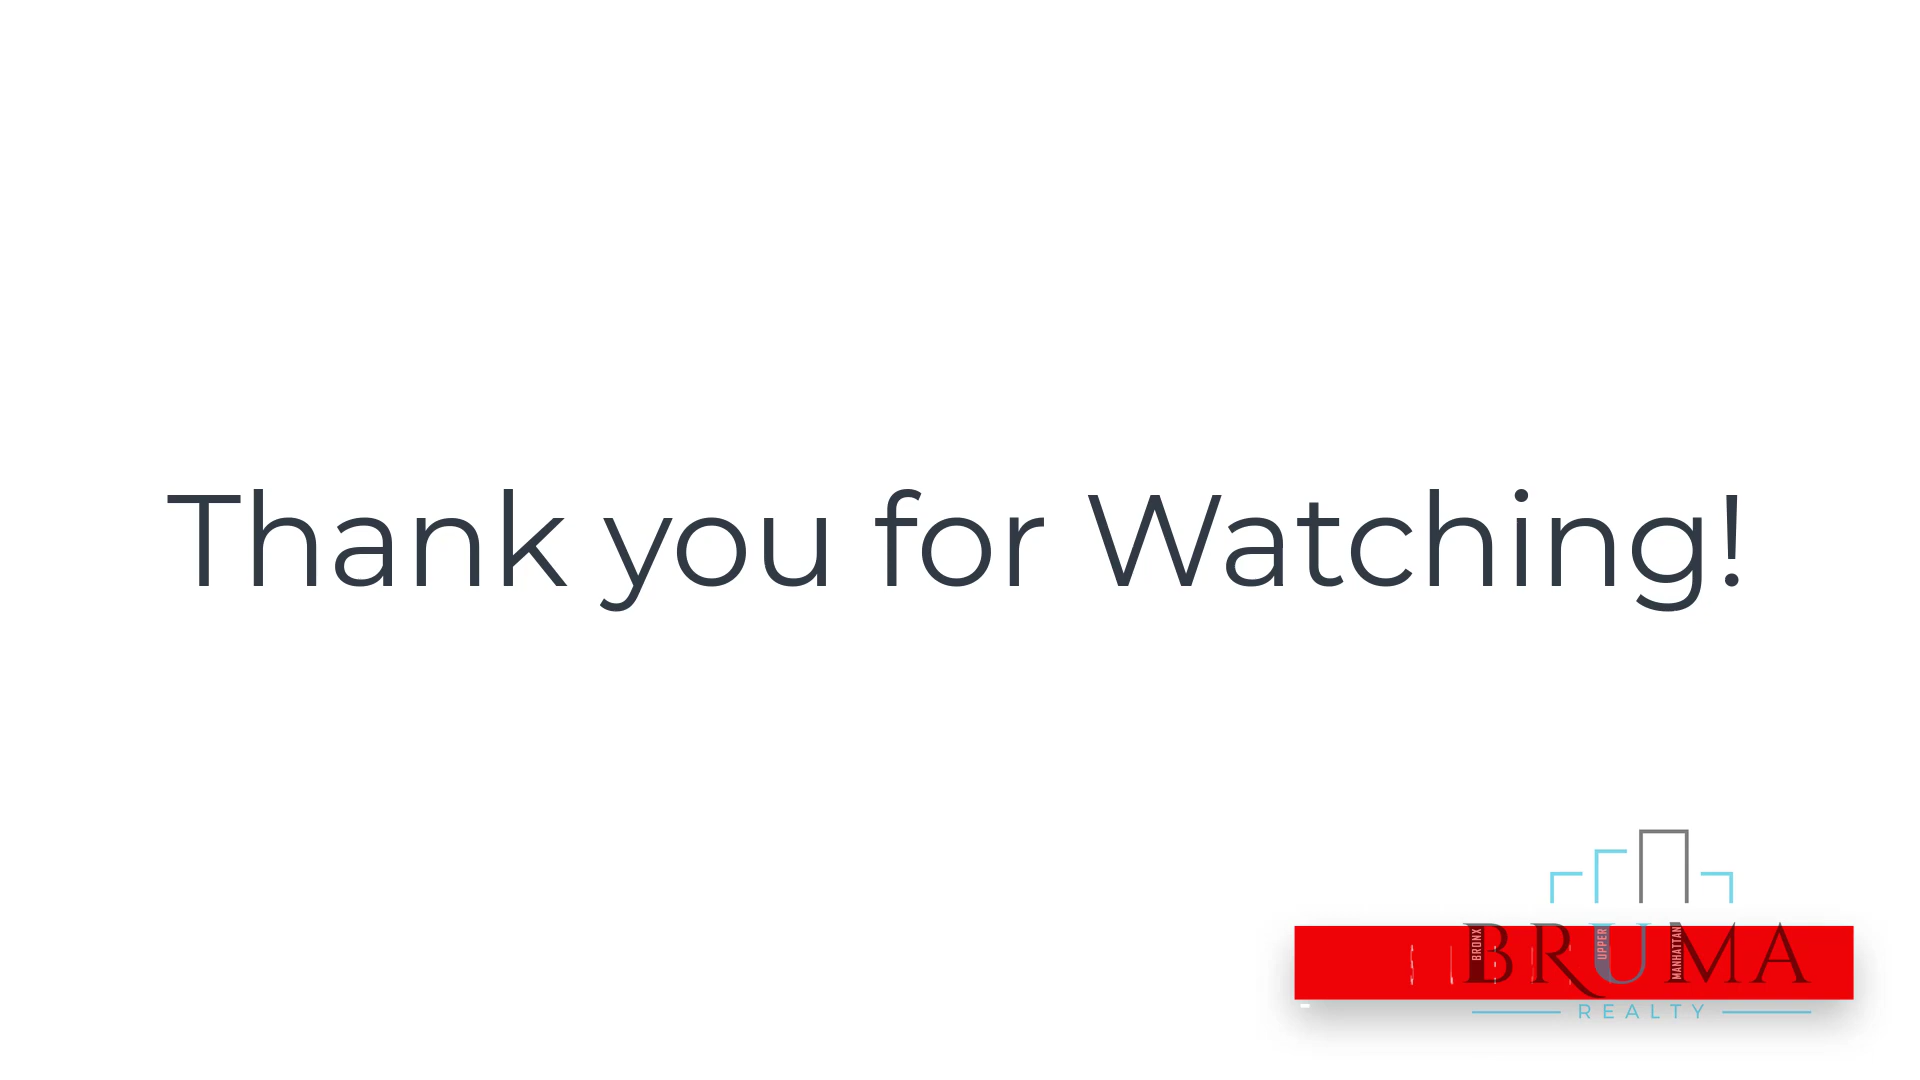 Thank you for Watching!
BRUMA
BRONX
UPPER
MANHATTAN
REALTY